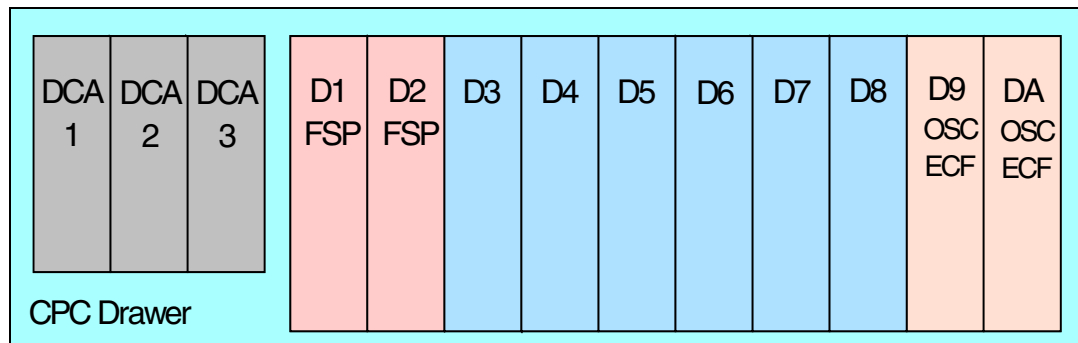 DCA 1
DCA 2
DCA 3
D1 FSP
D2 FSP
D3
D4
D5
D6
D7
D8
D9 OSC ECF
DA OSC ECF
CPC Drawer